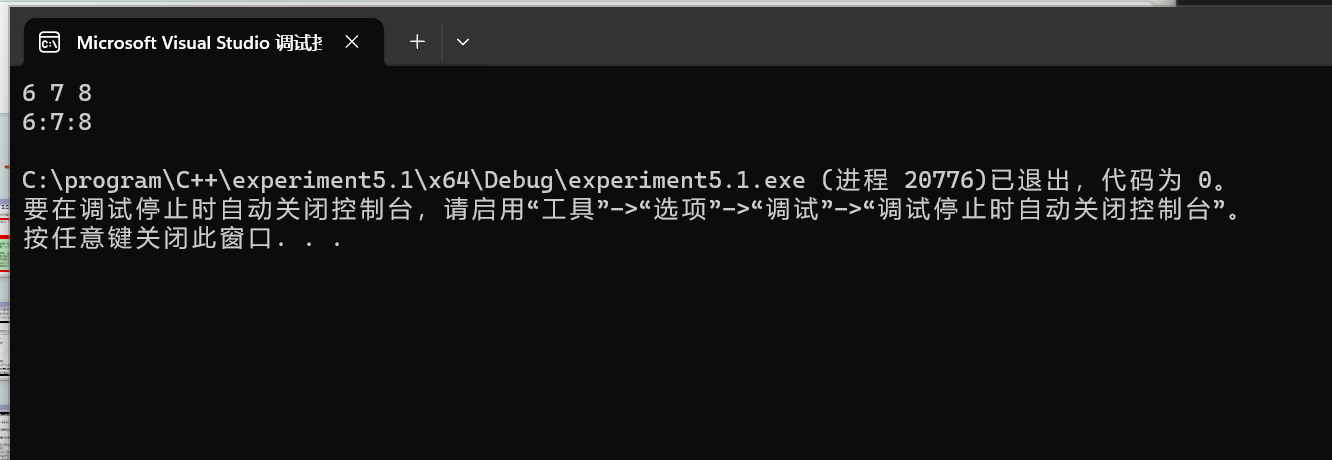 Microsoft Visual Studio 调试
6 7 8
6:7:8
C:\program\C++\experiment5.1\x64\Debug\experiment5.1.exe (进程 20776)已退出，代码为 0。
要在调试停止时自动关闭控制台，请启用“工具”->“选项”->“调试”->“调试停止时自动关闭控制台”。
按任意键关闭此窗口. . .